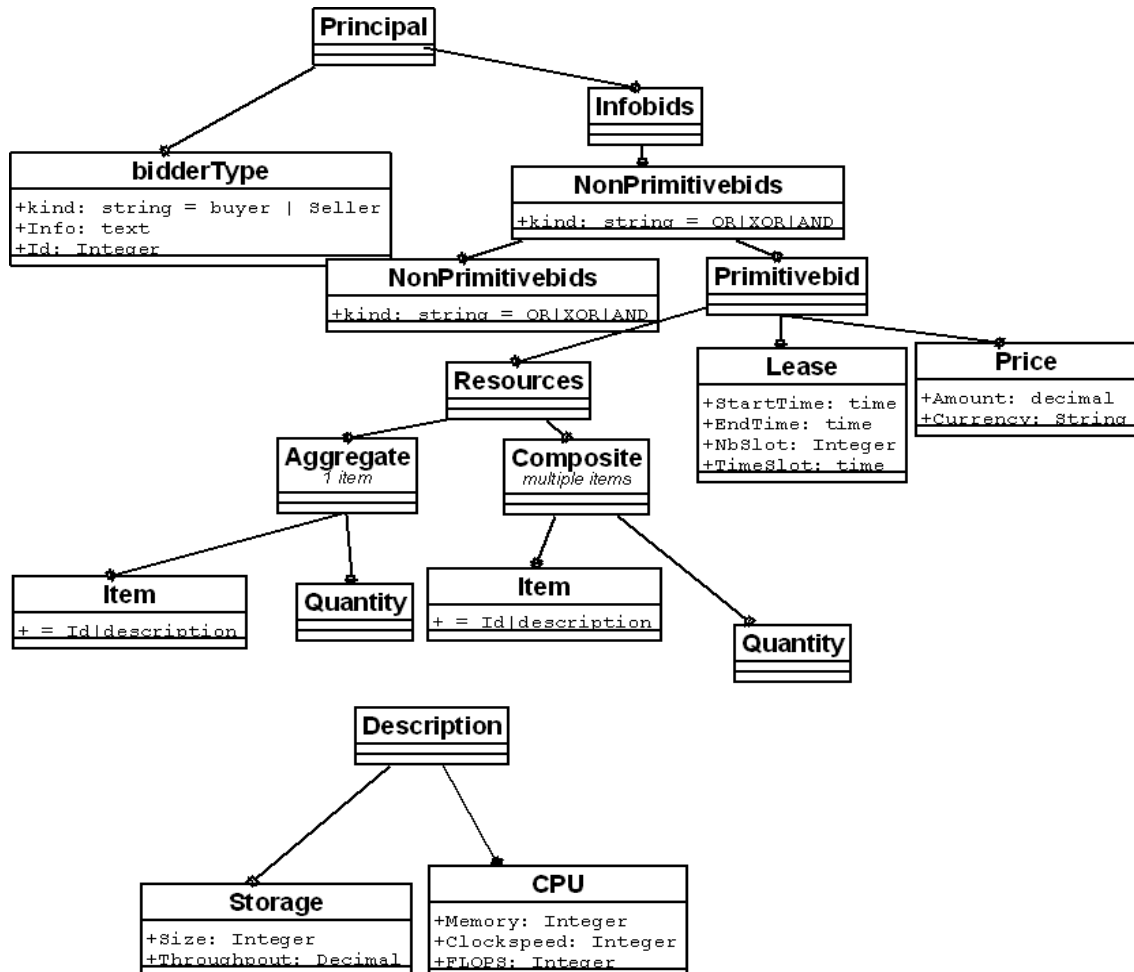 Principal
Infobids
bidderType
+kind: string = buyer | Seller
+Info: text
+Id: Integer
NonPrimitivebids
+kind: string = OR|XOR|AND
NonPrimitivebids
+kind: string = OR|XOR|AND
Primitivebid
Resources
Lease
+StartTime: time
+EndTime: time
+NbSlot: Integer
+TimeSlot: time
Price
+Amount: decimal
+Currency: String
Aggregate
1 item
Composite
multiple items
Item
+ = Id|description
Quantity
Item
+ = Id|description
Quantity
Description
Storage
+Size: Integer
+Throughpout: Decimal
CPU
+Memory: Integer
+Clockspeed: Integer
+FLOPS: Integer